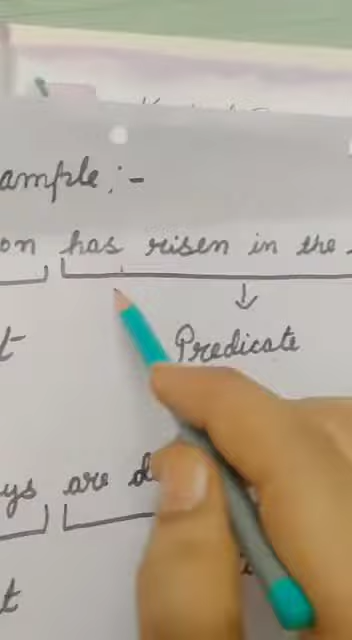 ample :-
on has risen in the
t Predicate
ys are d
t